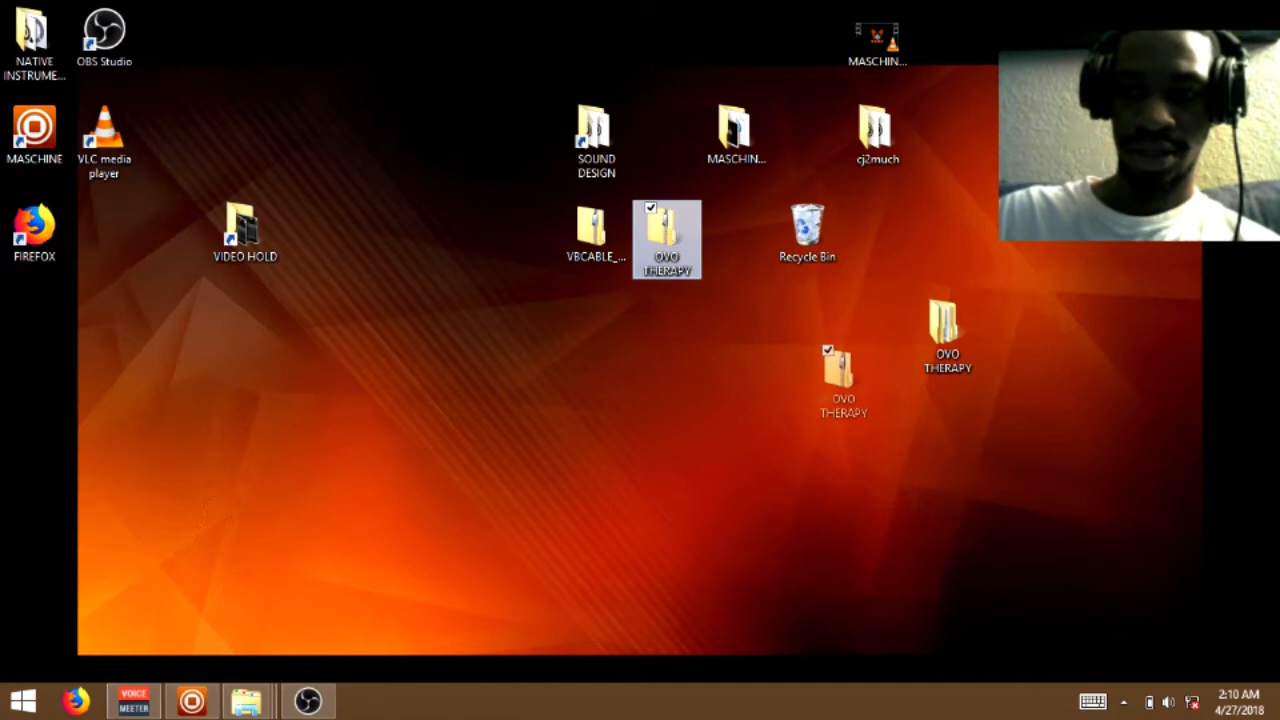 NATIVE
INSTRUME...
OBS Studio
MASCHIN...
MASCHINE
VLC media
player
SOUND
DESIGN
MASCHIN...
cj2much
FIREFOX
VIDEO HOLD
VBCABLE_...
OVO
THERAPY
Recycle Bin
OVO
THERAPY
OVO
THERAPY
VOICE
MEETER
2:10 AM
4/27/2018